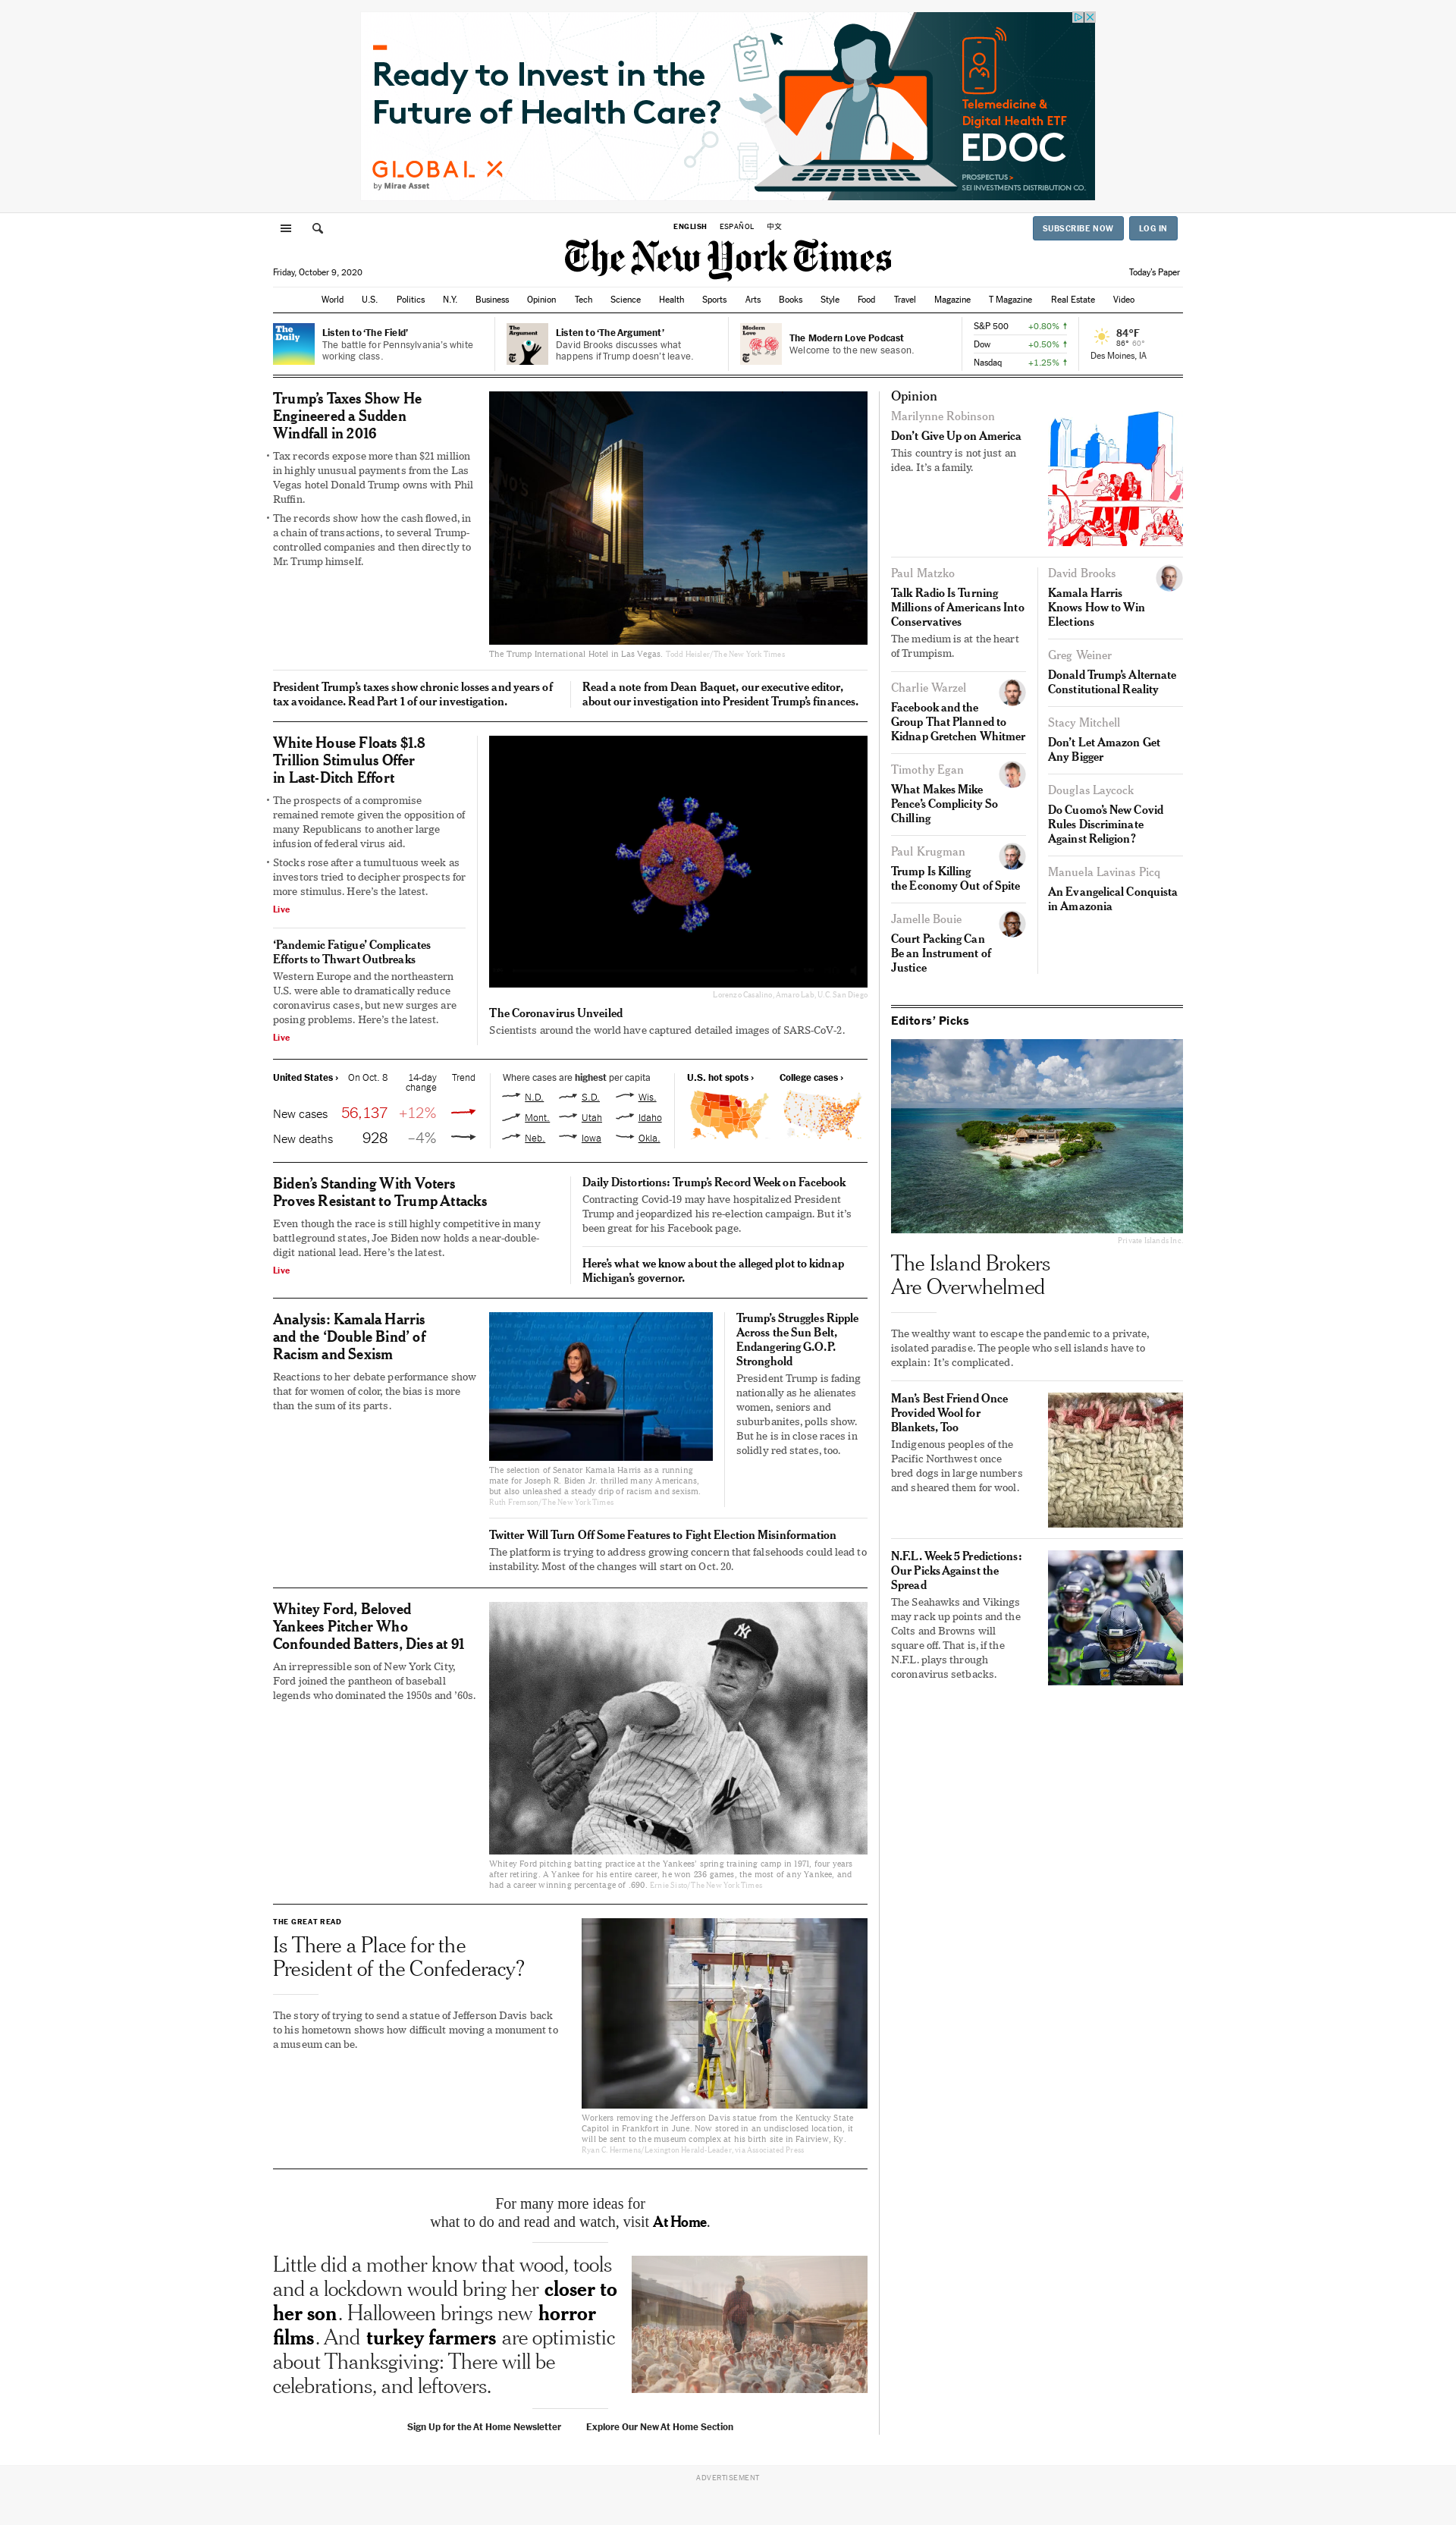 Ready to Invest in the
Future of Health Care?
GLOBAL X
by Mirae Asset
Telemedicine &
Digital Health ETF
EDOC
PROSPECTUS >
SEI INVESTMENTS DISTRIBUTION CO.
ENGLISH ESPAÑOL 中文
SUBSCRIBE NOW LOG IN
The New York Times
Friday, October 9, 2020
Today's Paper
World U.S. Politics N.Y. Business Opinion Tech Science Health Sports Arts Books Style Food Travel Magazine T Magazine Real Estate Video
The Daily
Listen to 'The Field'
The battle for Pennsylvania's white
working class.
The Argument
Listen to 'The Argument'
David Brooks discusses what
happens if Trump doesn't leave.
Modern Love
The Modern Love Podcast
Welcome to the new season.
S&P 500 +0.80% ↑
Dow +0.50% ↑
Nasdaq +1.25% ↑
84°F
86° 60°
Des Moines, IA
Trump's Taxes Show He
Engineered a Sudden
Windfall in 2016
• Tax records expose more than $21 million
in highly unusual payments from the Las
Vegas hotel Donald Trump owns with Phil
Ruffin.
• The records show how the cash flowed, in
a chain of transactions, to several Trump-
controlled companies and then directly to
Mr. Trump himself.
The Trump International Hotel in Las Vegas. Todd Heisler/The New York Times
President Trump's taxes show chronic losses and years of
tax avoidance. Read Part 1 of our investigation.
Read a note from Dean Baquet, our executive editor,
about our investigation into President Trump's finances.
White House Floats $1.8
Trillion Stimulus Offer
in Last-Ditch Effort
• The prospects of a compromise
remained remote given the opposition of
many Republicans to another large
infusion of federal virus aid.
• Stocks rose after a tumultuous week as
investors tried to decipher prospects for
more stimulus. Here's the latest.
Live
'Pandemic Fatigue' Complicates
Efforts to Thwart Outbreaks
Western Europe and the northeastern
U.S. were able to dramatically reduce
coronavirus cases, but new surges are
posing problems. Here's the latest.
Live
Lorenzo Casalino, Amaro Lab, U.C. San Diego
The Coronavirus Unveiled
Scientists around the world have captured detailed images of SARS-CoV-2.
United States › On Oct. 8 14-day
change Trend
New cases 56,137 +12%
New deaths 928 –4%
Where cases are highest per capita
N.D. S.D. Wis.
Mont. Utah Idaho
Neb. Iowa Okla.
U.S. hot spots › College cases ›
Biden's Standing With Voters
Proves Resistant to Trump Attacks
Even though the race is still highly competitive in many
battleground states, Joe Biden now holds a near-double-
digit national lead. Here's the latest.
Live
Daily Distortions: Trump's Record Week on Facebook
Contracting Covid-19 may have hospitalized President
Trump and jeopardized his re-election campaign. But it's
been great for his Facebook page.
Here's what we know about the alleged plot to kidnap
Michigan's governor.
Analysis: Kamala Harris
and the 'Double Bind' of
Racism and Sexism
Reactions to her debate performance show
that for women of color, the bias is more
than the sum of its parts.
The selection of Senator Kamala Harris as a running
mate for Joseph R. Biden Jr. thrilled many Americans,
but also unleashed a steady drip of racism and sexism.
Ruth Fremson/The New York Times
Trump's Struggles Ripple
Across the Sun Belt,
Endangering G.O.P.
Stronghold
President Trump is fading
nationally as he alienates
women, seniors and
suburbanites, polls show.
But he is in close races in
solidly red states, too.
Twitter Will Turn Off Some Features to Fight Election Misinformation
The platform is trying to address growing concern that falsehoods could lead to
instability. Most of the changes will start on Oct. 20.
Whitey Ford, Beloved
Yankees Pitcher Who
Confounded Batters, Dies at 91
An irrepressible son of New York City,
Ford joined the pantheon of baseball
legends who dominated the 1950s and '60s.
Whitey Ford pitching batting practice at the Yankees' spring training camp in 1971, four years
after retiring. A Yankee for his entire career, he won 236 games, the most of any Yankee, and
had a career winning percentage of .690. Ernie Sisto/The New York Times
THE GREAT READ
Is There a Place for the
President of the Confederacy?
The story of trying to send a statue of Jefferson Davis back
to his hometown shows how difficult moving a monument to
a museum can be.
Workers removing the Jefferson Davis statue from the Kentucky State
Capitol in Frankfort in June. Now stored in an undisclosed location, it
will be sent to the museum complex at his birth site in Fairview, Ky.
Ryan C. Hermens/Lexington Herald-Leader, via Associated Press
For many more ideas for
what to do and read and watch, visit At Home.
Little did a mother know that wood, tools
and a lockdown would bring her closer to
her son. Halloween brings new horror
films. And turkey farmers are optimistic
about Thanksgiving: There will be
celebrations, and leftovers.
Sign Up for the At Home Newsletter Explore Our New At Home Section
Opinion
Marilynne Robinson
Don't Give Up on America
This country is not just an
idea. It's a family.
Paul Matzko
Talk Radio Is Turning
Millions of Americans Into
Conservatives
The medium is at the heart
of Trumpism.
Charlie Warzel
Facebook and the
Group That Planned to
Kidnap Gretchen Whitmer
Timothy Egan
What Makes Mike
Pence's Complicity So
Chilling
Paul Krugman
Trump Is Killing
the Economy Out of Spite
Jamelle Bouie
Court Packing Can
Be an Instrument of
Justice
David Brooks
Kamala Harris
Knows How to Win
Elections
Greg Weiner
Donald Trump's Alternate
Constitutional Reality
Stacy Mitchell
Don't Let Amazon Get
Any Bigger
Douglas Laycock
Do Cuomo's New Covid
Rules Discriminate
Against Religion?
Manuela Lavinas Picq
An Evangelical Conquista
in Amazonia
Editors' Picks
Private Islands Inc.
The Island Brokers
Are Overwhelmed
The wealthy want to escape the pandemic to a private,
isolated paradise. The people who sell islands have to
explain: It's complicated.
Man's Best Friend Once
Provided Wool for
Blankets, Too
Indigenous peoples of the
Pacific Northwest once
bred dogs in large numbers
and sheared them for wool.
N.F.L. Week 5 Predictions:
Our Picks Against the
Spread
The Seahawks and Vikings
may rack up points and the
Colts and Browns will
square off. That is, if the
N.F.L. plays through
coronavirus setbacks.
ADVERTISEMENT